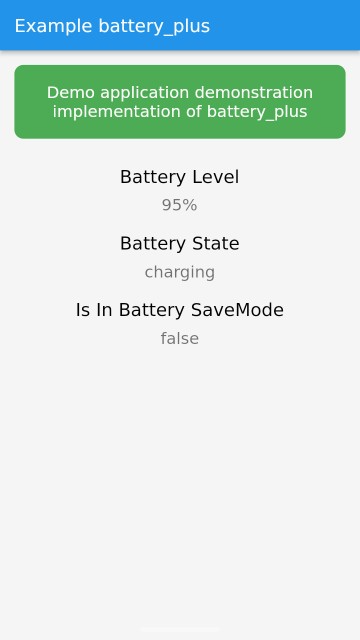 Example battery_plus
Demo application demonstration
implementation of battery_plus
Battery Level
95%
Battery State
charging
Is In Battery SaveMode
false